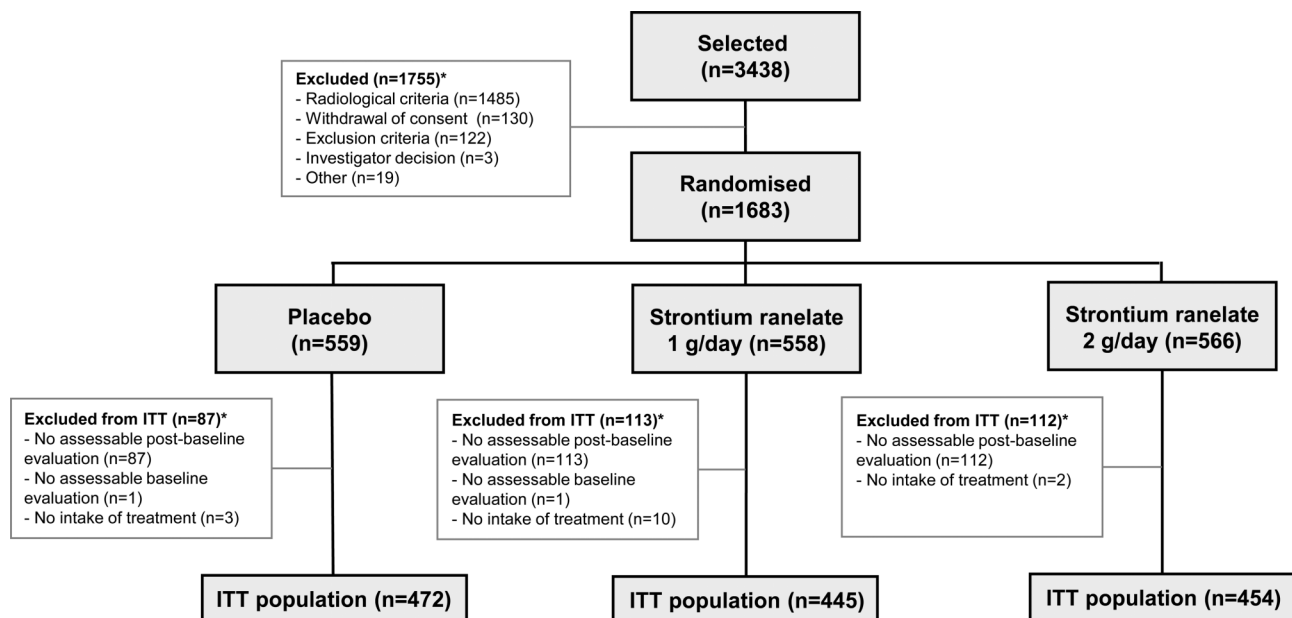 Selected
(n=3438)
Excluded (n=1755)*
- Radiological criteria (n=1485)
- Withdrawal of consent  (n=130)
- Exclusion criteria (n=122)
- Investigator decision (n=3)
- Other (n=19)
Randomised
(n=1683)
Placebo
(n=559)
Strontium ranelate
1 g/day (n=558)
Strontium ranelate
2 g/day (n=566)
Excluded from ITT (n=87)*
- No assessable post-baseline
evaluation (n=87)
- No assessable baseline
evaluation (n=1)
- No intake of treatment (n=3)
Excluded from ITT (n=113)*
- No assessable post-baseline
evaluation (n=113)
- No assessable baseline
evaluation (n=1)
- No intake of treatment (n=10)
Excluded from ITT (n=112)*
- No assessable post-baseline
evaluation (n=112)
- No intake of treatment (n=2)
ITT population (n=472)
ITT population (n=445)
ITT population (n=454)